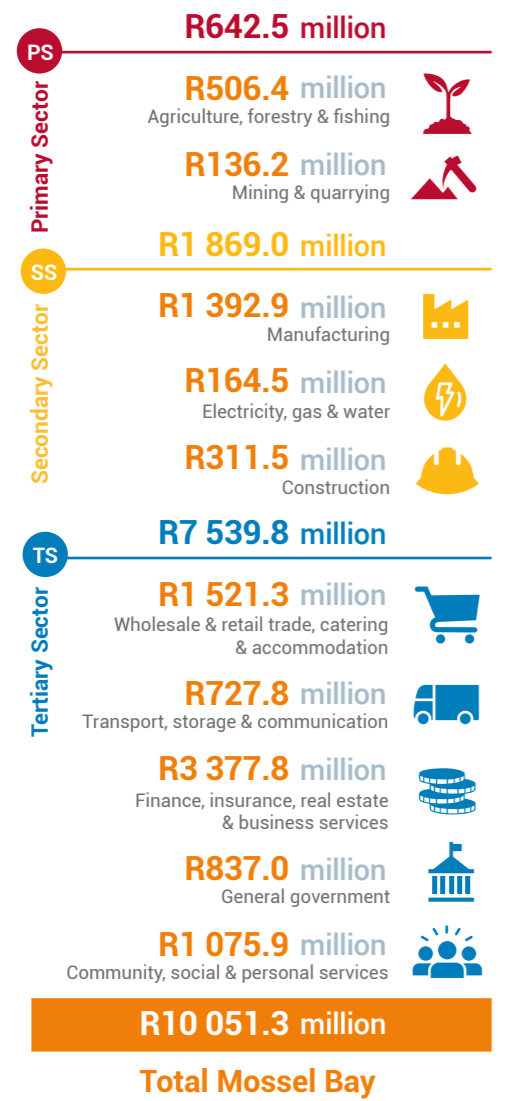 R642.5 million
PS
Primary Sector
R506.4 million
Agriculture, forestry & fishing
R136.2 million
Mining & quarrying
R1 869.0 million
SS
Secondary Sector
R1 392.9 million
Manufacturing
R164.5 million
Electricity, gas & water
R311.5 million
Construction
R7 539.8 million
TS
Tertiary Sector
R1 521.3 million
Wholesale & retail trade, catering
& accommodation
R727.8 million
Transport, storage & communication
R3 377.8 million
Finance, insurance, real estate
& business services
R837.0 million
General government
R1 075.9 million
Community, social & personal services
R10 051.3 million
Total Mossel Bay